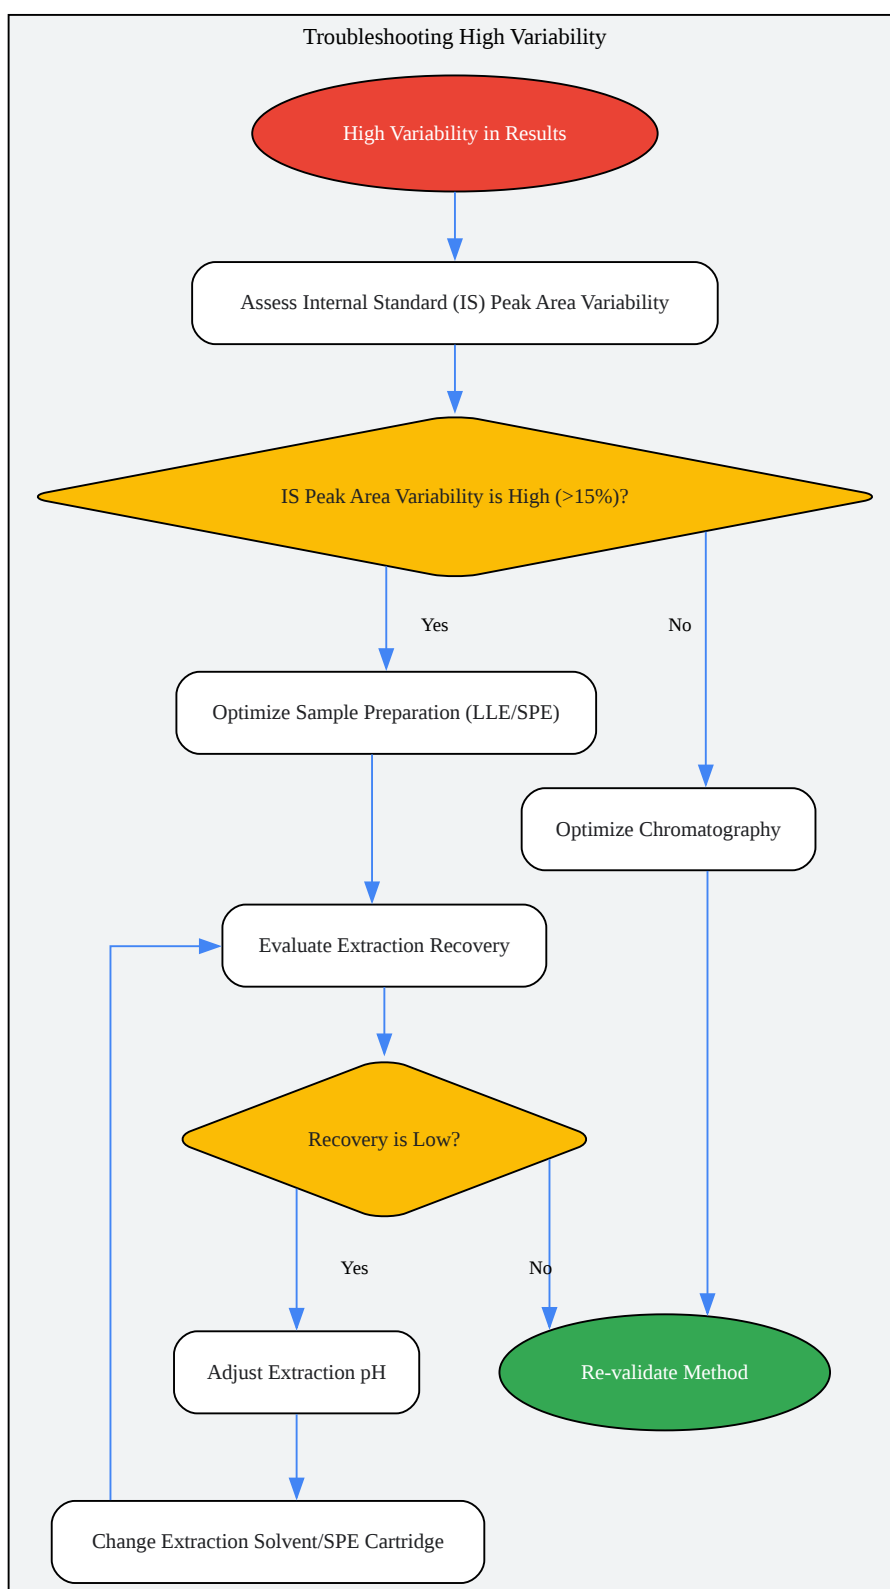 Troubleshooting High Variability
High Variability in Results
Assess Internal Standard (IS) Peak Area Variability
IS Peak Area Variability is High (>15%)?
Yes
No
Optimize Sample Preparation (LLE/SPE)
Optimize Chromatography
Evaluate Extraction Recovery
Recovery is Low?
Yes
No
Adjust Extraction pH
Re-validate Method
Change Extraction Solvent/SPE Cartridge